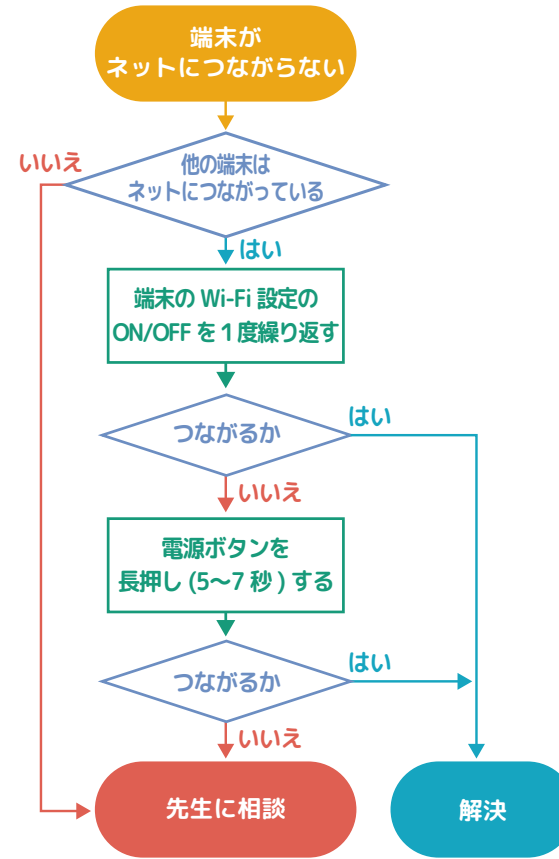 端末が
ネットにつながらない
いいえ
他の端末は
ネットにつながっている
はい
端末の Wi-Fi 設定の
ON/OFF を 1 度繰り返す
つながるか
はい
いいえ
電源ボタンを
長押し (5〜7 秒 ) する
つながるか
はい
いいえ
先生に相談
解決